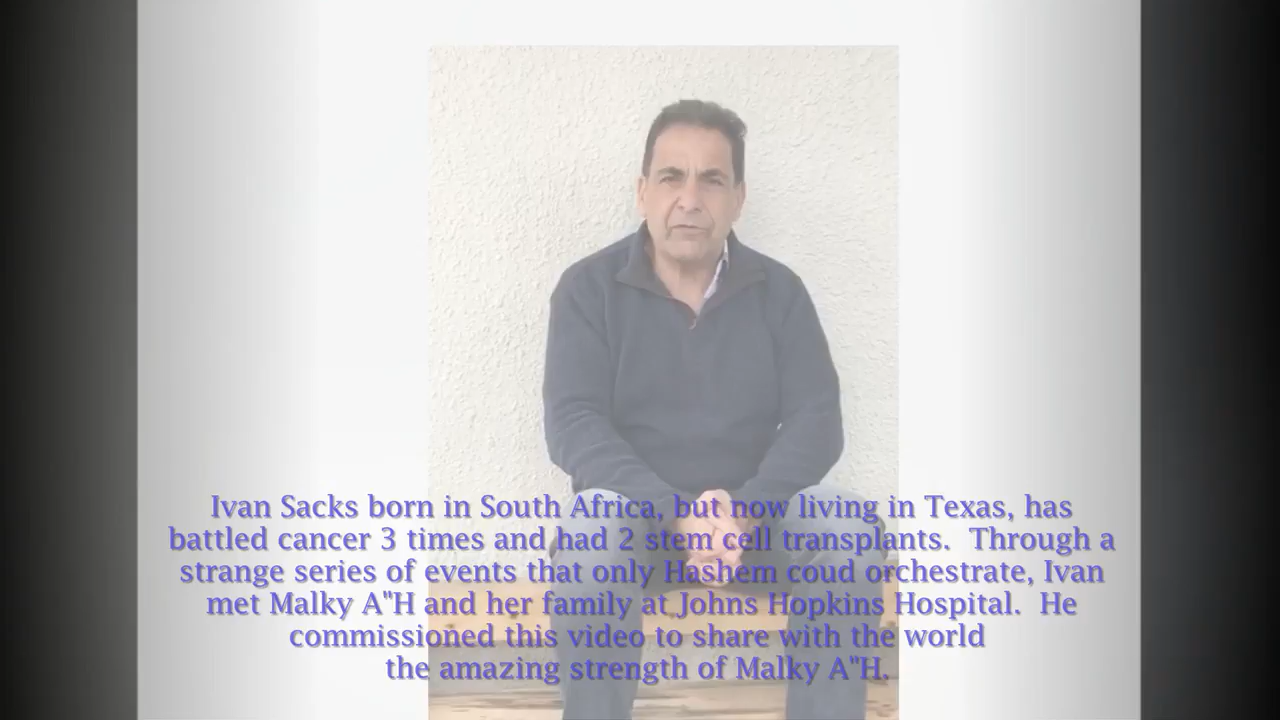 Ivan Sacks born in South Africa, but now living in Texas, has
battled cancer 3 times and had 2 stem cell transplants.  Through a
strange series of events that only Hashem coud orchestrate, Ivan
met Malky A"H and her family at Johns Hopkins Hospital.  He
commissioned this video to share with the world
the amazing strength of Malky A"H.